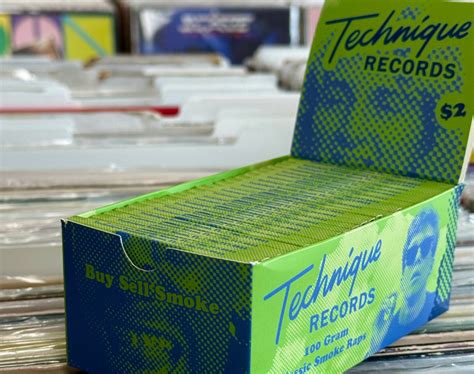 Technique
RECORDS
$2
Buy Sell Smoke
Technique
RECORDS
100 Gram
Smoke Raps